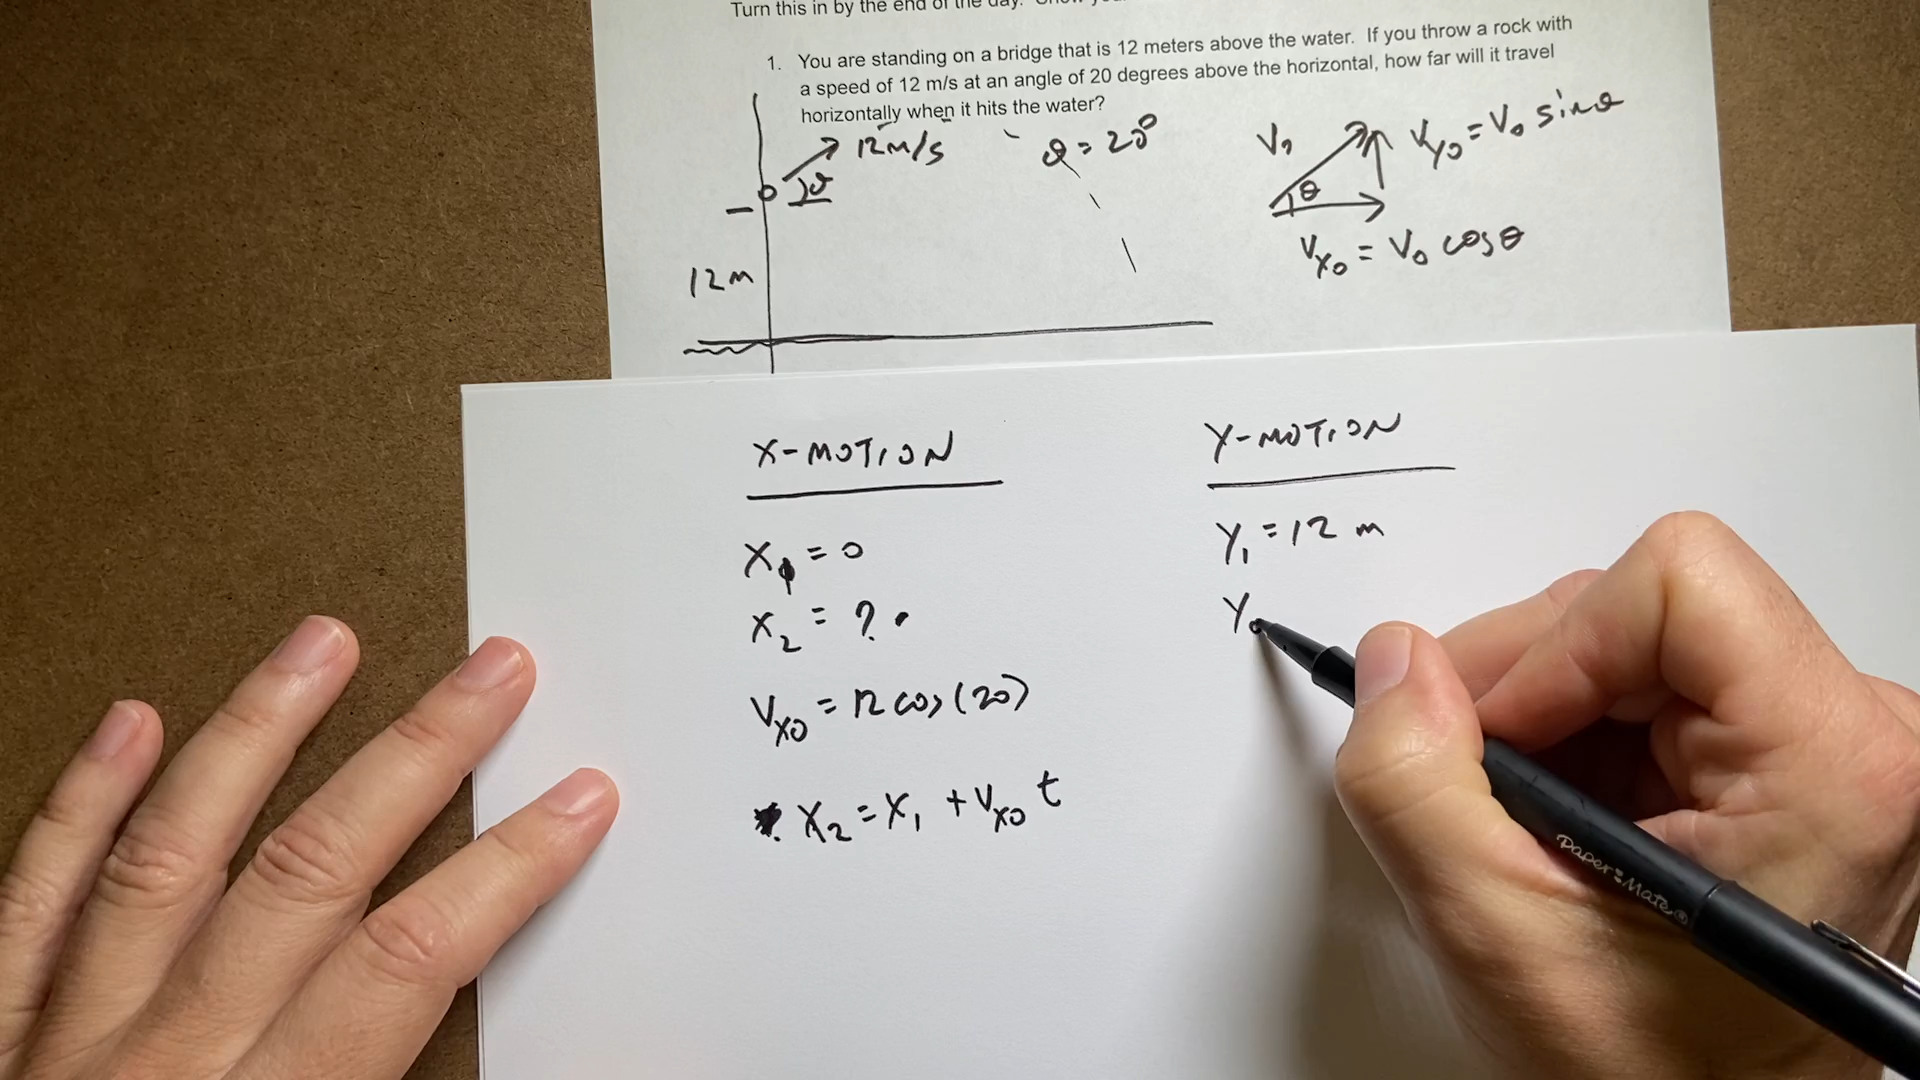 Turn this in by the end of the day.
1. You are standing on a bridge that is 12 meters above the water. If you throw a rock with
a speed of 12 m/s at an angle of 20 degrees above the horizontal, how far will it travel
horizontally when it hits the water?
12m/s
θ = 20°
θ
12m
V₀
θ
Vy₀ = V₀ sinθ
Vx₀ = V₀ cosθ
X-MOTION
X₁ = 0
X₂ = ?
Vx₀ = 12 cos(20)
X₂ = X₁ + Vx₀ t
Y-MOTION
Y₁ = 12 m
Y
Paper:Mate®